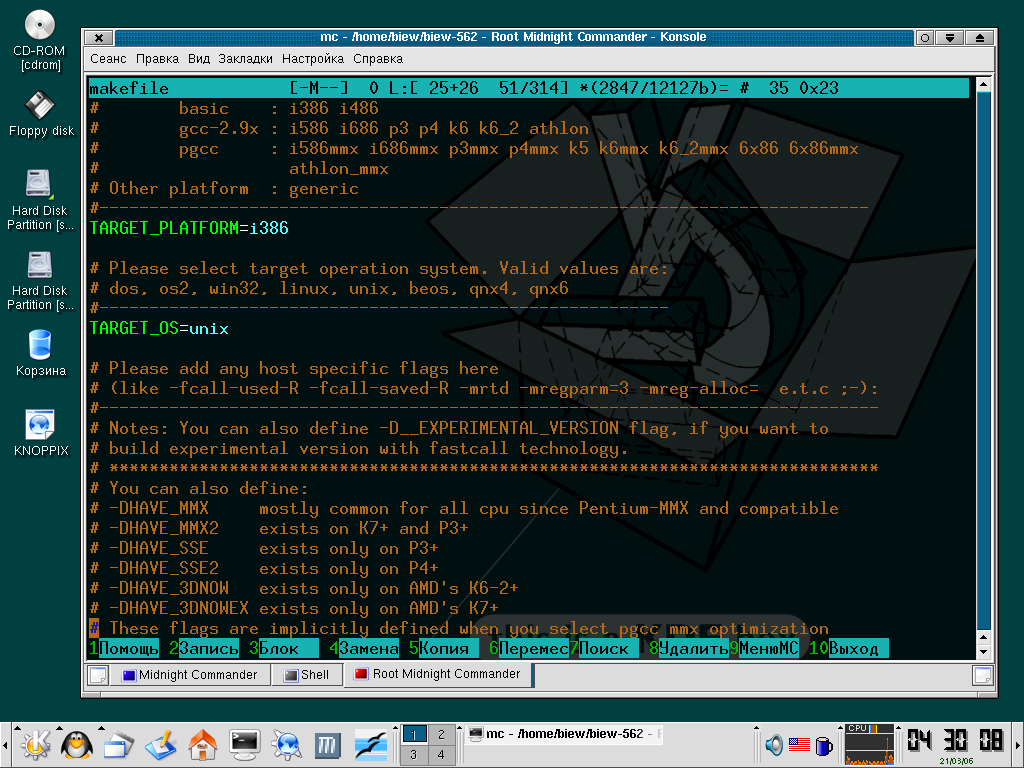 CD-ROM
[cdrom]
Floppy disk
Hard Disk
Partition [s...
Hard Disk
Partition [s...
Корзина
KNOPPIX
mc - /home/biew/biew-562 - Root Midnight Commander - Konsole
Сеанс Правка Вид Закладки Настройка Справка
makefile [-M--] 0 L:[ 25+26 51/314] *(2847/12127b)= # 35 0x23
# basic : i386 i486
# gcc-2.9x : i586 i686 p3 p4 k6 k6_2 athlon
# pgcc : i586mmx i686mmx p3mmx p4mmx k5 k6mmx k6_2mmx 6x86 6x86mmx
# athlon_mmx
# Other platform : generic
#-----------------------------------------------------------------------------
TARGET_PLATFORM=i386
# Please select target operation system. Valid values are:
# dos, os2, win32, linux, unix, beos, qnx4, qnx6
#---------------------------------------------------------
TARGET_OS=unix
# Please add any host specific flags here
# (like -fcall-used-R -fcall-saved-R -mrtd -mregparm=3 -mreg-alloc= e.t.c ;-):
#------------------------------------------------------------------------------
# Notes: You can also define -D__EXPERIMENTAL_VERSION flag, if you want to
# build experimental version with fastcall technology.
# *****************************************************************************
# You can also define:
# -DHAVE_MMX mostly common for all cpu since Pentium-MMX and compatible
# -DHAVE_MMX2 exists on K7+ and P3+
# -DHAVE_SSE exists only on P3+
# -DHAVE_SSE2 exists only on P4+
# -DHAVE_3DNOW exists only on AMD's K6-2+
# -DHAVE_3DNOWEX exists only on AMD's K7+
# These flags are implicitly defined when you select pgcc mmx optimization
1Помощь 2Запись 3Блок 4Замена 5Копия 6Перемес 7Поиск 8Удалить 9МенюМС 10Выход
Midnight Commander Shell Root Midnight Commander
1 2
3 4
mc - /home/biew/biew-562 -
CPU
04 30 08
21/03/06